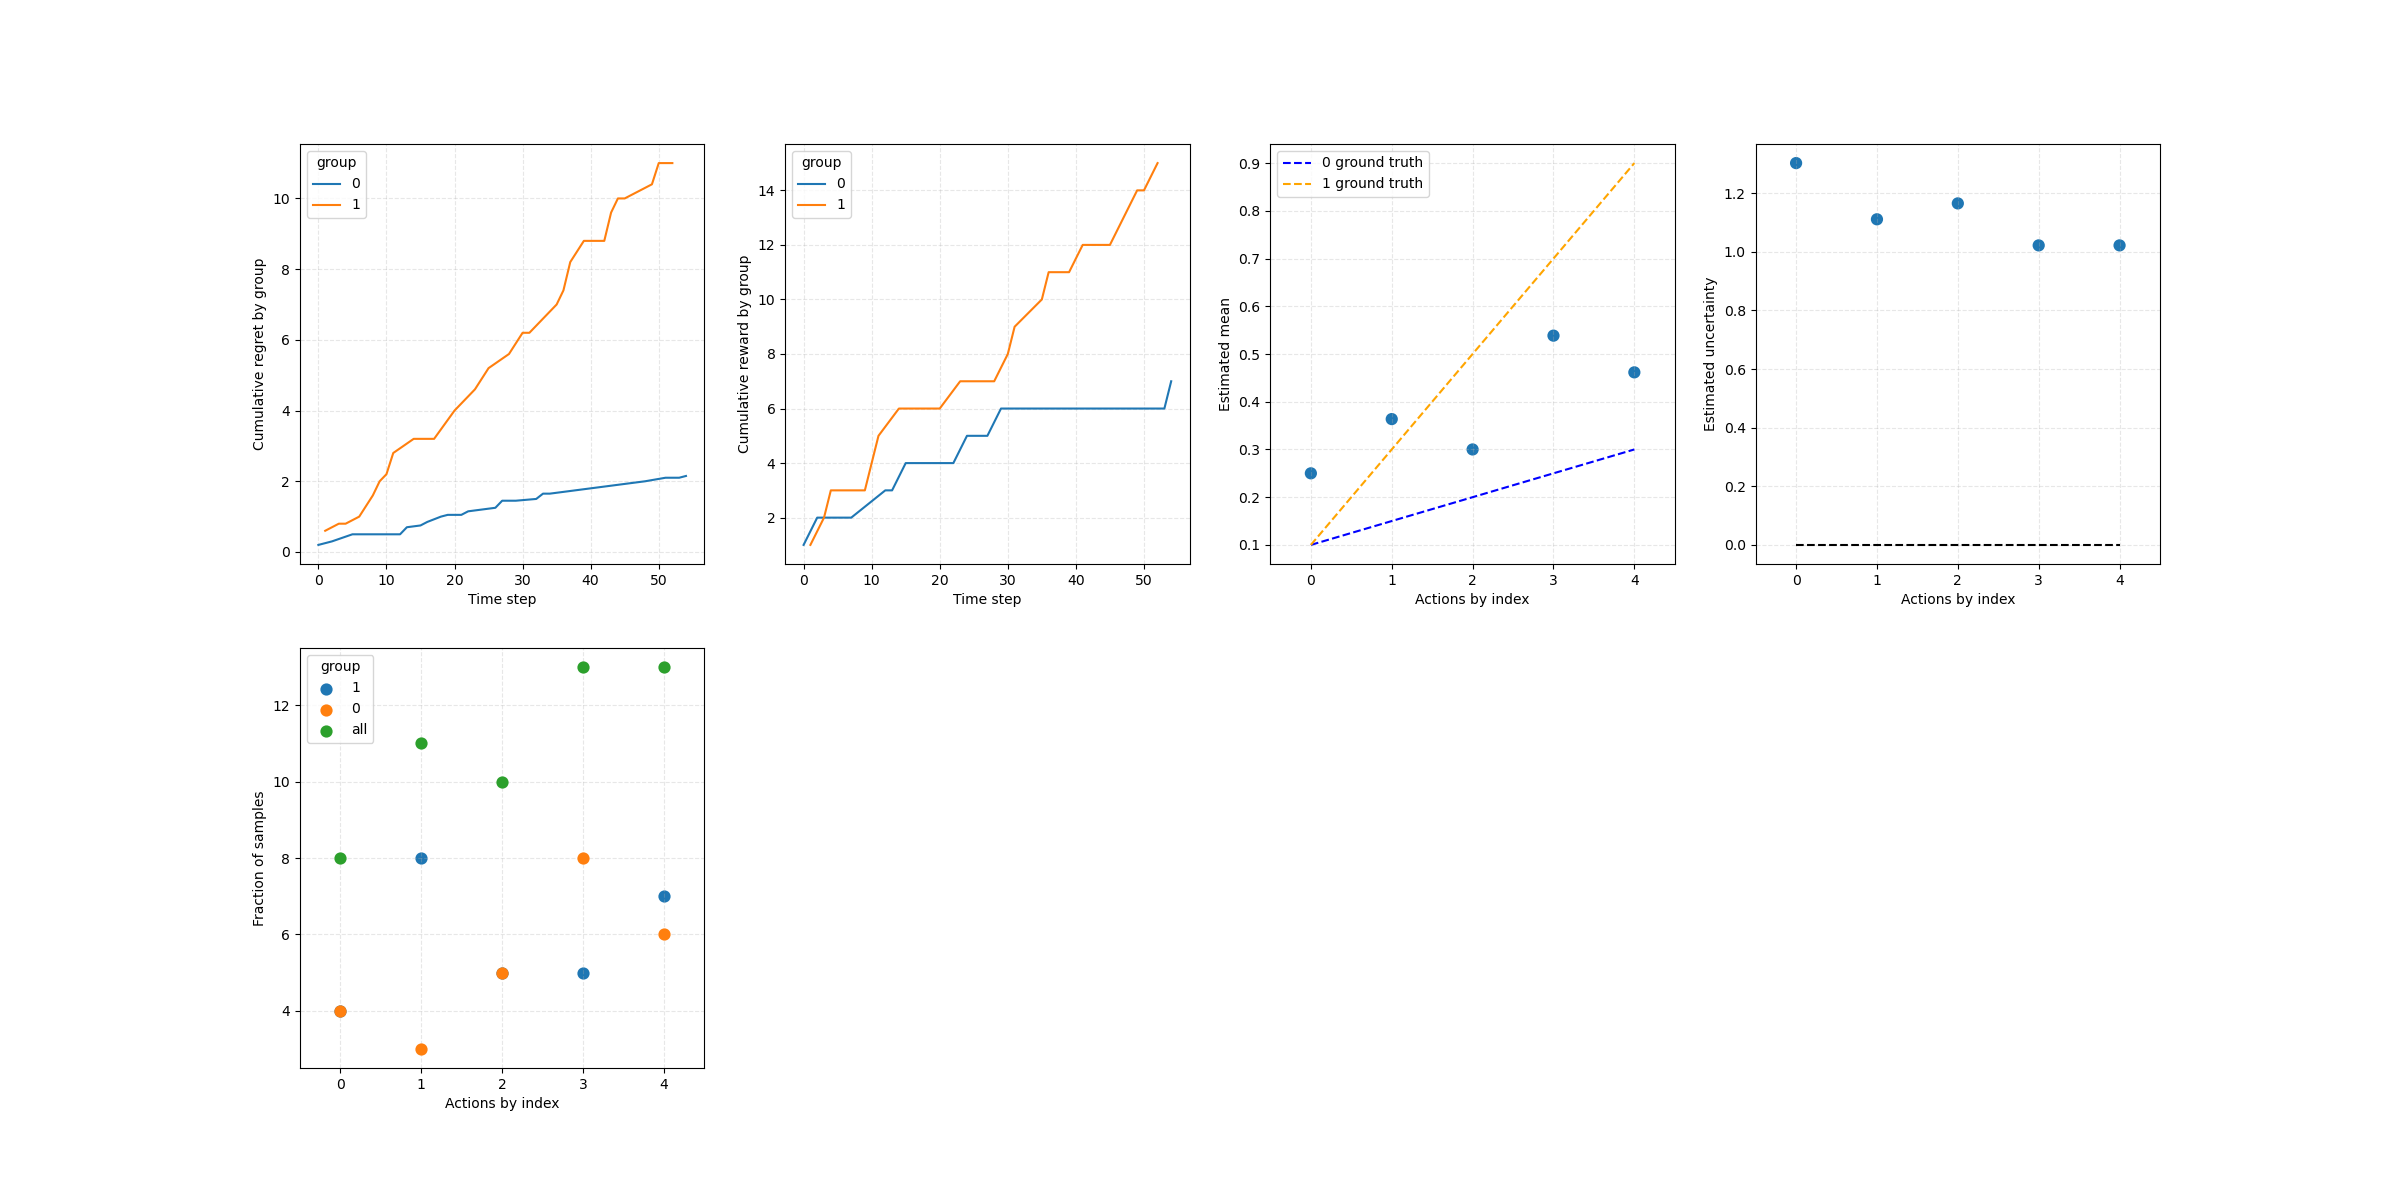 group
0
1
Cumulative regret by group
10
8
6
4
2
0
0 10 20 30 40 50
Time step
group
0
1
Cumulative reward by group
14
12
10
8
6
4
2
0 10 20 30 40 50
Time step
0 ground truth
1 ground truth
Estimated mean
0.9
0.8
0.7
0.6
0.5
0.4
0.3
0.2
0.1
0 1 2 3 4
Actions by index
Estimated uncertainty
1.2
1.0
0.8
0.6
0.4
0.2
0.0
0 1 2 3 4
Actions by index
group
1
0
all
Fraction of samples
12
10
8
6
4
0 1 2 3 4
Actions by index